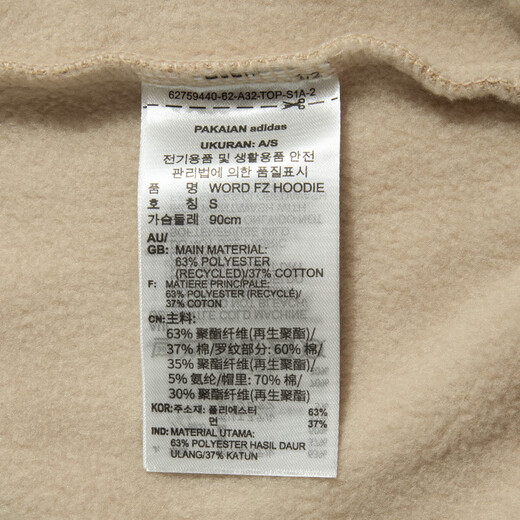 62759440-62-A32-TOP-S1A-2
PAKAIAN adidas
UKURAN: A/S
전기용품 및 생활용품 안전
관리법에 의한 품질표시
품 명 WORD FZ HOODIE
호 칭 S
가슴둘레 90cm
AU/
GB: MAIN MATERIAL:
63% POLYESTER
(RECYCLED)/37% COTTON
F: MATIERE PRINCIPALE:
63% POLYESTER (RECYCLÉ)/
37% COTON
CN: 主料:
63% 聚酯纤维(再生聚酯)/
37% 棉/罗纹部分: 60% 棉/
35% 聚酯纤维(再生聚酯)/
5% 氨纶/帽里: 70% 棉/
30% 聚酯纤维(再生聚酯)
KOR: 주소재: 폴리에스터 63%
면 37%
IND: MATERIAL UTAMA:
63% POLYESTER HASIL DAUR
ULANG/37% KATUN